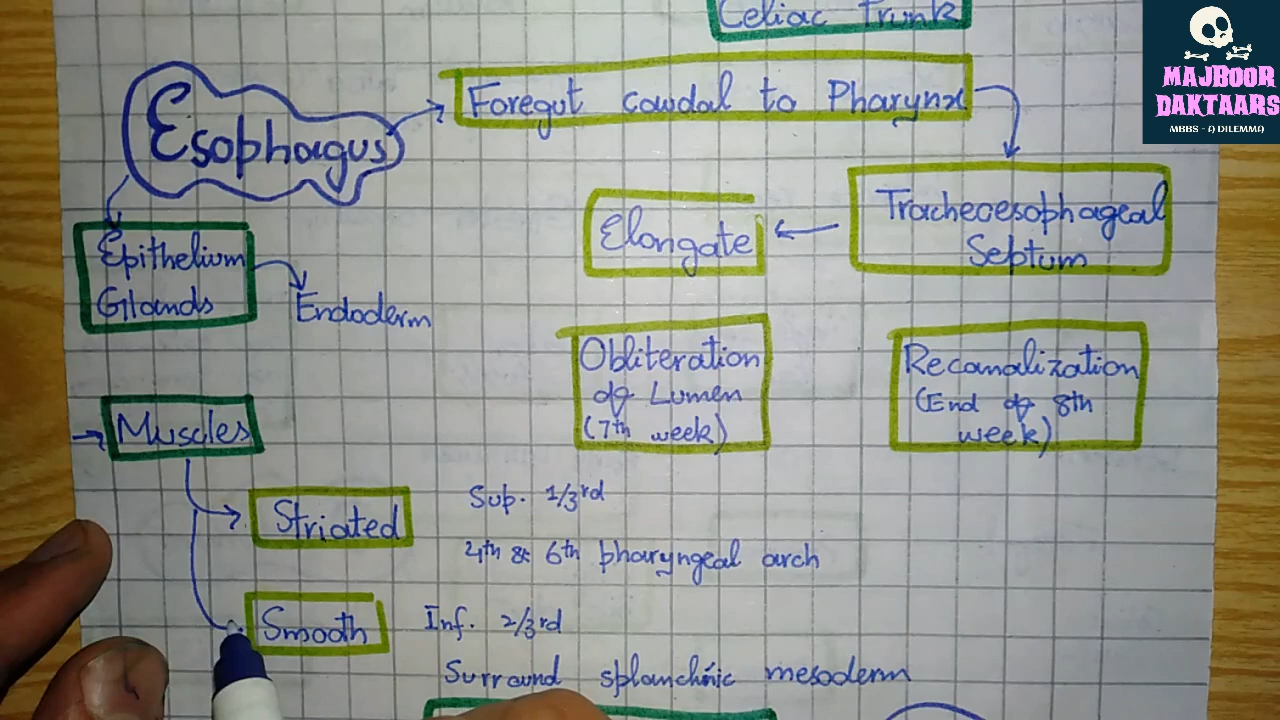 Celiac Trunk
MAJBOOR
DAKTAARS
MBBS - A DILEMMA
Esophagus
Foregut caudal to Pharynx
Tracheoesophageal
Septum
Elongate
Epithelium
Glands
Endoderm
Obliteration
of Lumen
(7th week)
Recanalization
(End of 8th
week)
Muscles
Striated
Sup. 1/3rd
4th & 6th pharyngeal arch
Smooth
Inf. 2/3rd
Surround splanchnic mesoderm